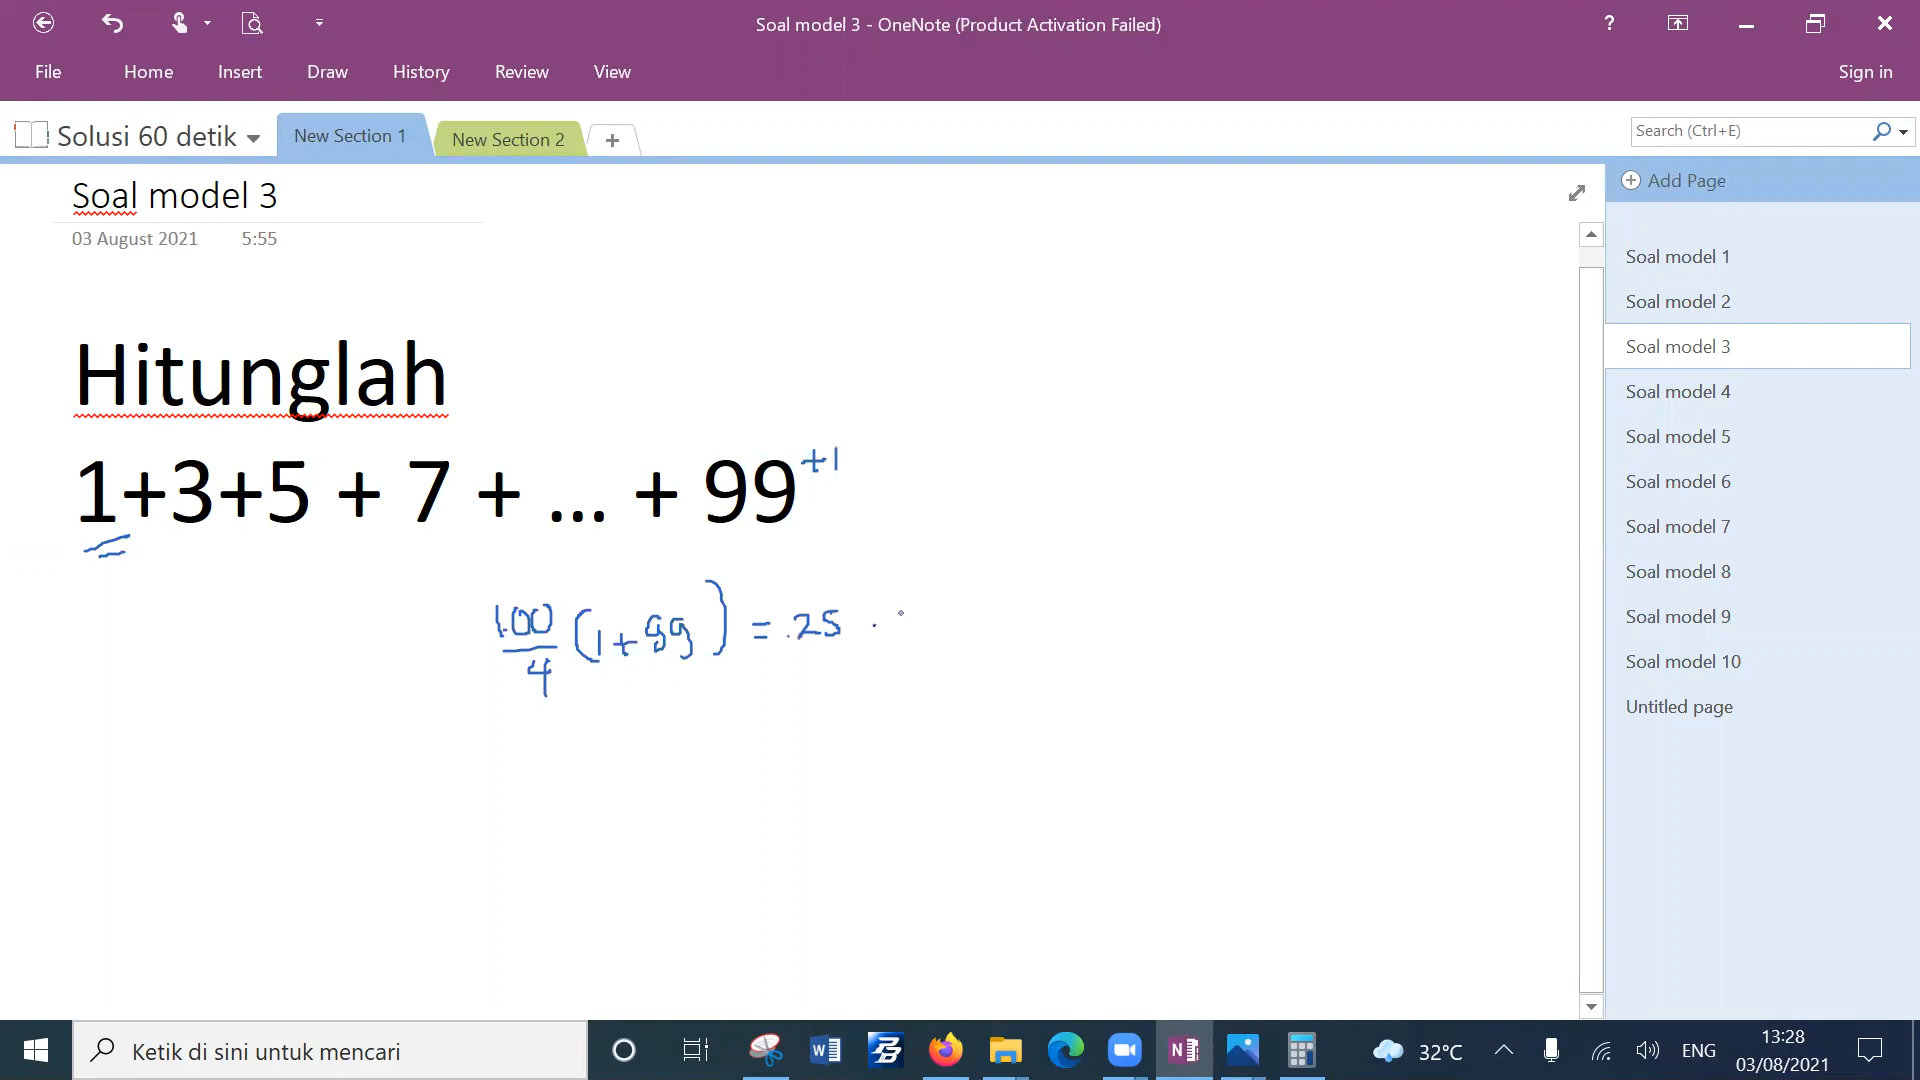 Soal model 3 - OneNote (Product Activation Failed)
?
File Home Insert Draw History Review View Sign in
Solusi 60 detik New Section 1 New Section 2 + Search (Ctrl+E)
Add Page
Soal model 3
03 August 2021 5:55
Hitunglah
1+3+5 + 7 + ... + 99 +1
100/4 (1+99) = 25 .
Soal model 1
Soal model 2
Soal model 3
Soal model 4
Soal model 5
Soal model 6
Soal model 7
Soal model 8
Soal model 9
Soal model 10
Untitled page
Ketik di sini untuk mencari
32°C ENG 13:28
03/08/2021